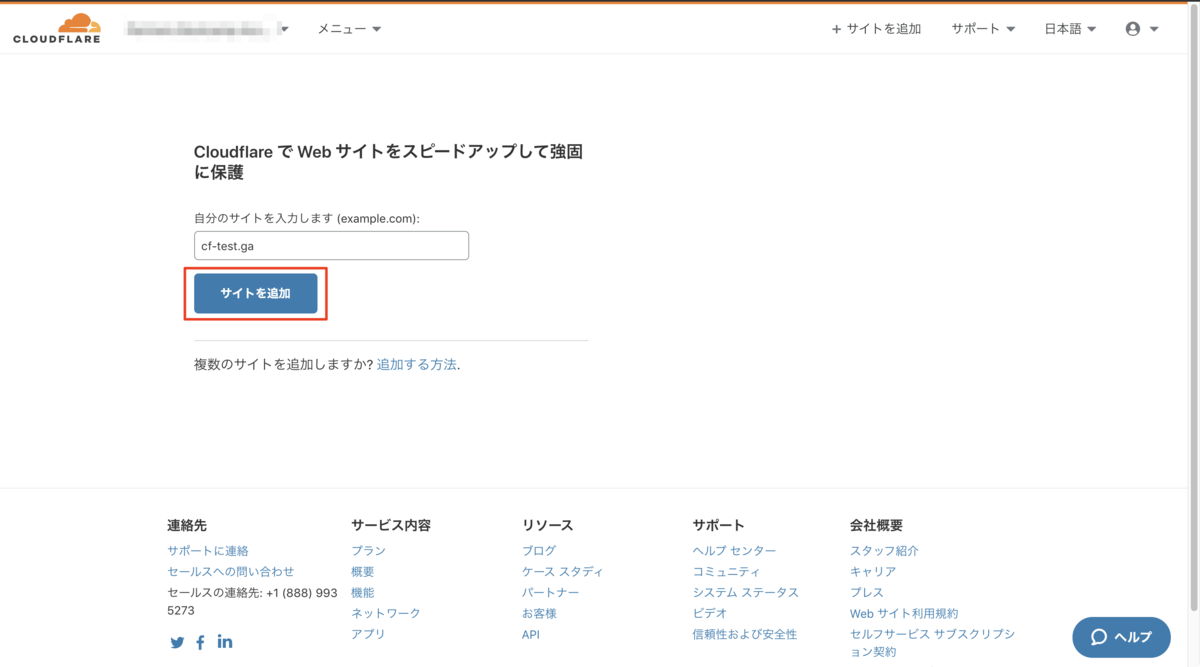 CLOUDFLARE
メニュー
+ サイトを追加
サポート
日本語
Cloudflare で Web サイトをスピードアップして強固
に保護
自分のサイトを入力します (example.com):
cf-test.ga
サイトを追加
複数のサイトを追加しますか? 追加する方法.
連絡先
サポートに連絡
セールスへの問い合わせ
セールスの連絡先: +1 (888) 993
5273
サービス内容
プラン
概要
機能
ネットワーク
アプリ
リソース
ブログ
ケース スタディ
パートナー
お客様
API
サポート
ヘルプ センター
コミュニティ
システム ステータス
ビデオ
信頼性および安全性
会社概要
スタッフ紹介
キャリア
プレス
Web サイト利用規約
セルフサービス サブスクリプシ
ョン契約
ヘルプ